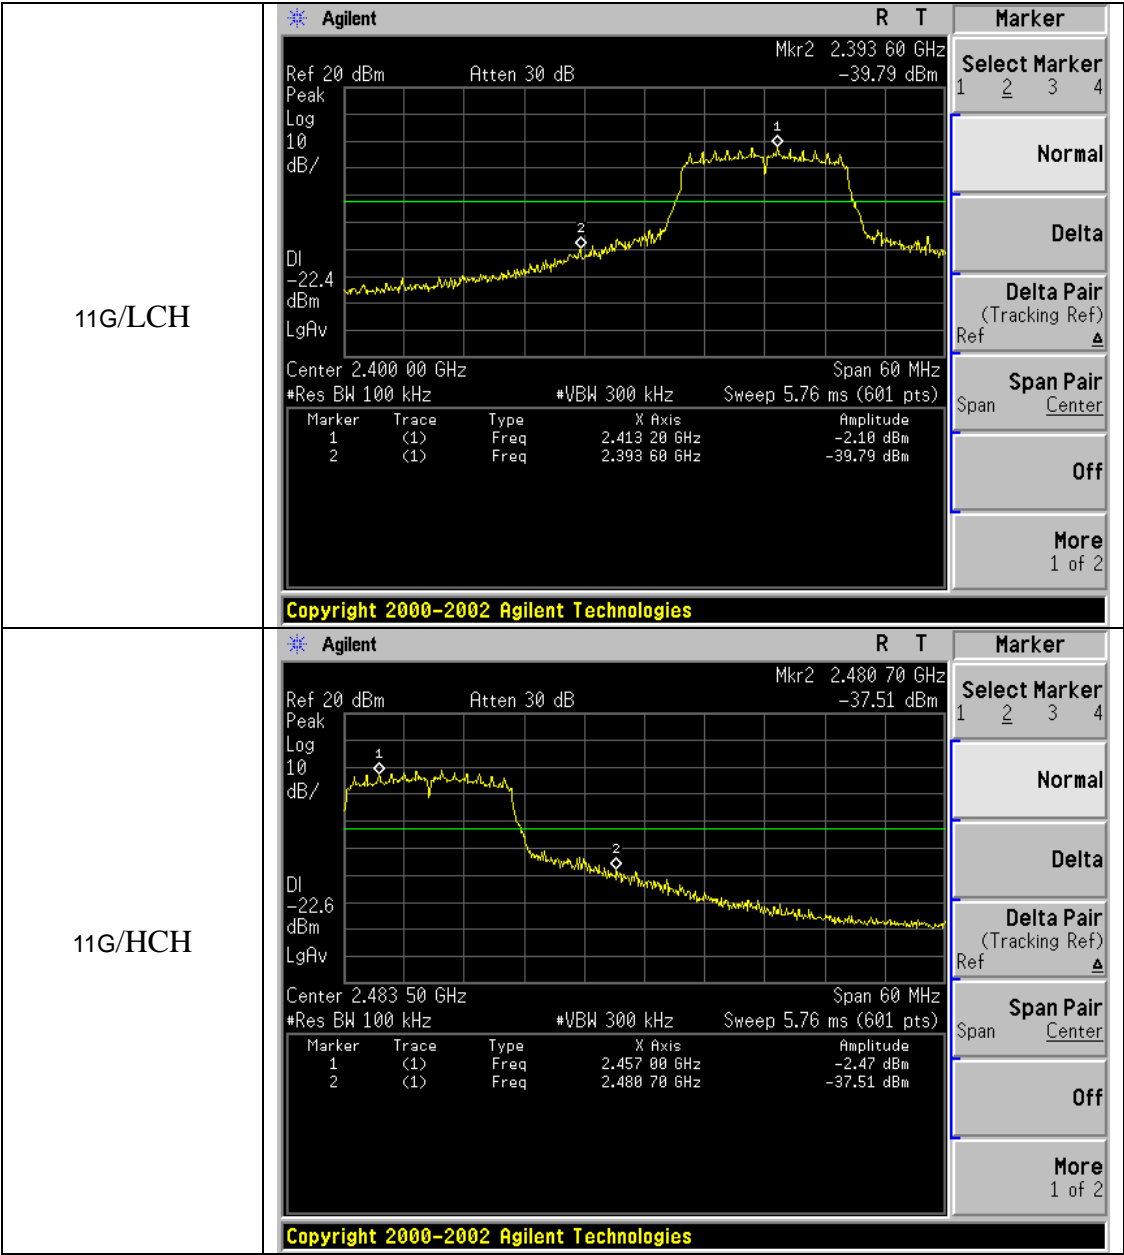 11G/LCH
Agilent R T Marker
Mkr2 2.393 60 GHz
Ref 20 dBm Atten 30 dB -39.79 dBm
Peak
Log
10
dB/
1
2
DI
-22.4
dBm
LgAv
Center 2.400 00 GHz Span 60 MHz
#Res BW 100 kHz #VBW 300 kHz Sweep 5.76 ms (601 pts)
Marker Trace Type X Axis Amplitude
1 (1) Freq 2.413 20 GHz -2.10 dBm
2 (1) Freq 2.393 60 GHz -39.79 dBm
Select Marker
1 2 3 4
Normal
Delta
Delta Pair
(Tracking Ref)
Ref Δ
Span Pair
Span Center
Off
More
1 of 2
Copyright 2000-2002 Agilent Technologies
11G/HCH
Agilent R T Marker
Mkr2 2.480 70 GHz
Ref 20 dBm Atten 30 dB -37.51 dBm
Peak
Log
10
dB/
1
2
DI
-22.6
dBm
LgAv
Center 2.483 50 GHz Span 60 MHz
#Res BW 100 kHz #VBW 300 kHz Sweep 5.76 ms (601 pts)
Marker Trace Type X Axis Amplitude
1 (1) Freq 2.457 00 GHz -2.47 dBm
2 (1) Freq 2.480 70 GHz -37.51 dBm
Select Marker
1 2 3 4
Normal
Delta
Delta Pair
(Tracking Ref)
Ref Δ
Span Pair
Span Center
Off
More
1 of 2
Copyright 2000-2002 Agilent Technologies